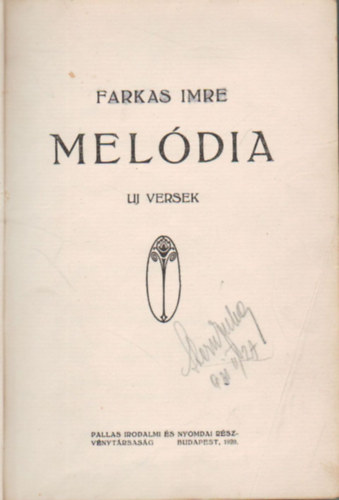 FARKAS IMRE
MELÓDIA
UJ VERSEK
PALLAS IRODALMI ÉS NYOMDAI RÉSZ-
VÉNYTÁRSASÁG BUDAPEST, 1920.